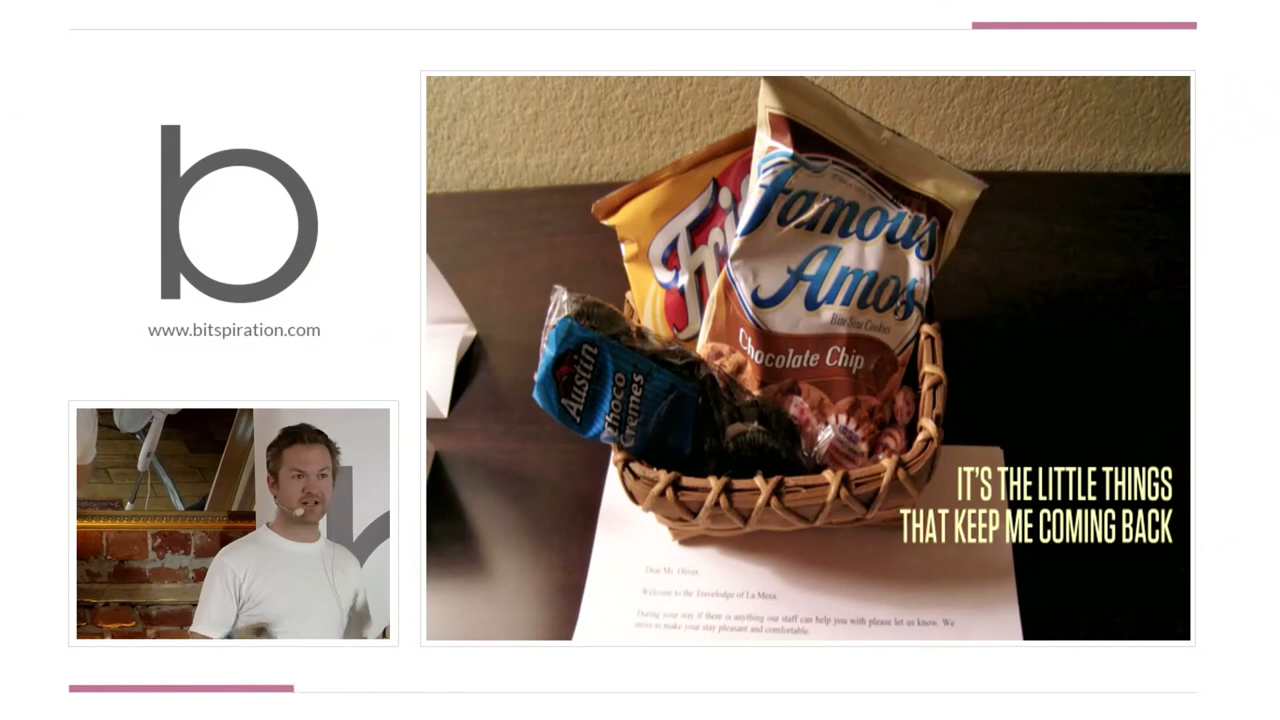 b
www.bitspiration.com
Famous
Amos
Bite Size Cookies
Chocolate Chip
Austin
Choco
Cremes
IT'S THE LITTLE THINGS
THAT KEEP ME COMING BACK
Dear Ms. Oliver,
Welcome to the Travelodge of La Mesa.
During your stay if there is anything our staff can help you with please let us know. We
strive to make your stay pleasant and comfortable.